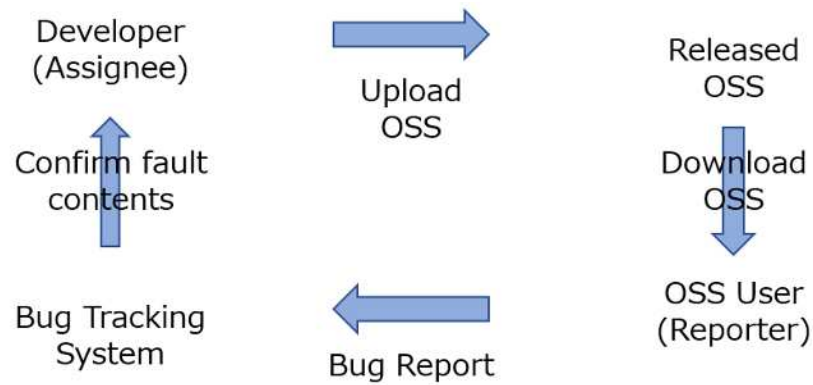 Developer
(Assignee)
Upload
OSS
Released
OSS
Confirm fault
contents
Download
OSS
Bug Tracking
System
Bug Report
OSS User
(Reporter)